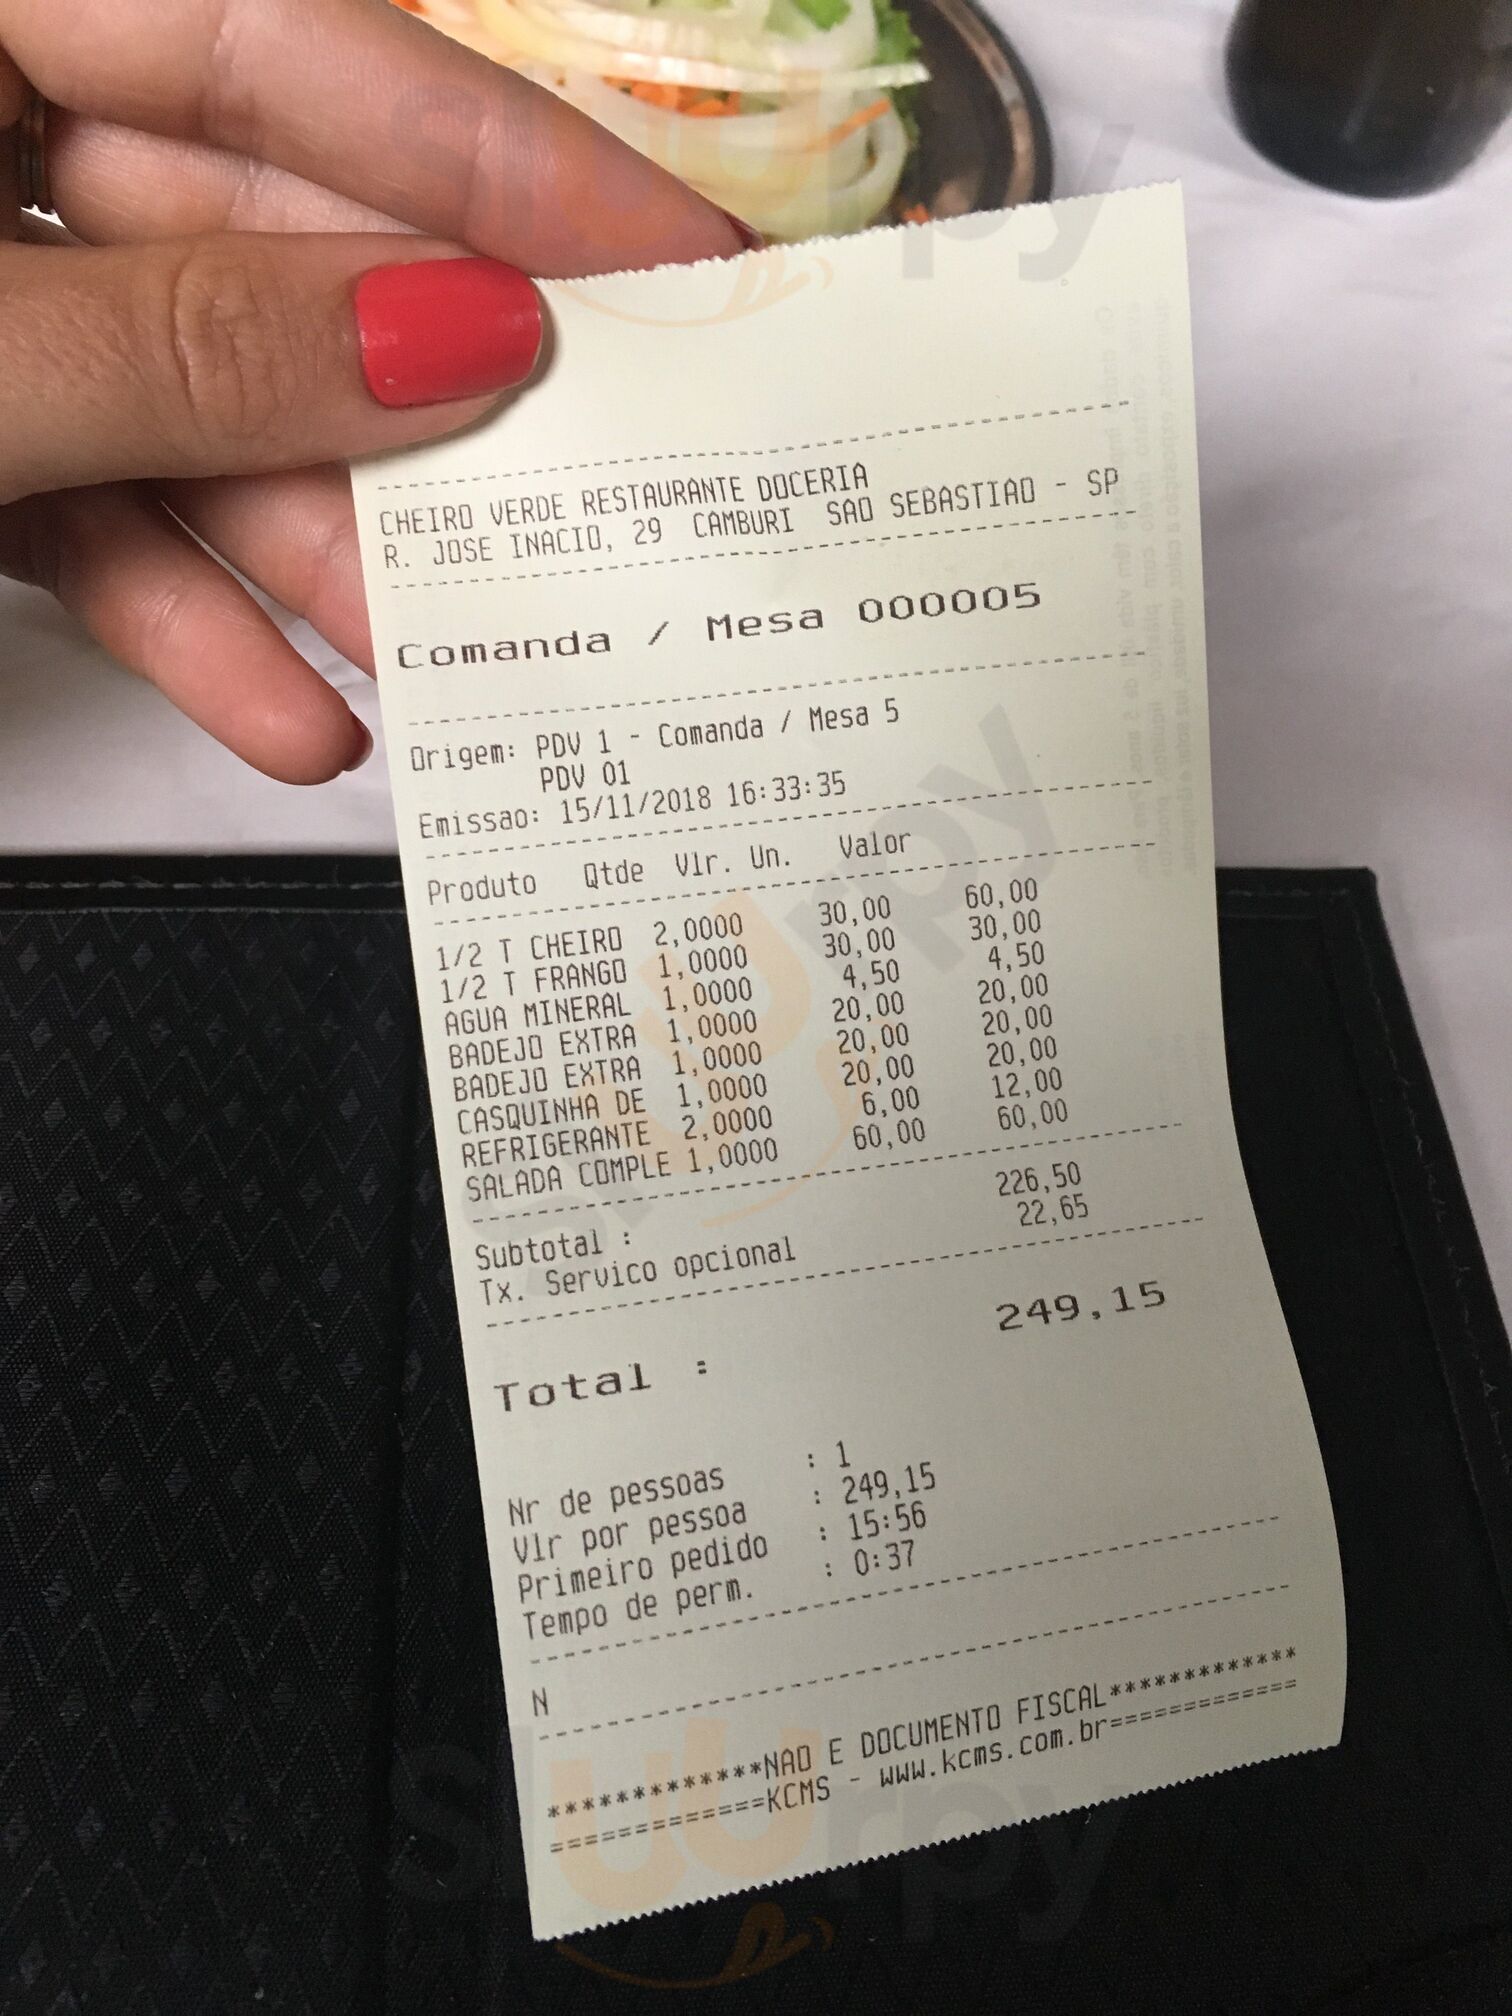 CHEIRO VERDE RESTAURANTE DOCERIA
R. JOSE INACIO, 29 CAMBURI SAO SEBASTIAO - SP
Comanda / Mesa 000005
Origem: PDV 1 - Comanda / Mesa 5
PDV 01
Emissao: 15/11/2018 16:33:35
Produto Qtde Vlr. Un. Valor
1/2 T CHEIRO 2,0000 30,00 60,00
1/2 T FRANGO 1,0000 30,00 30,00
AGUA MINERAL 1,0000 4,50 4,50
BADEJO EXTRA 1,0000 20,00 20,00
BADEJO EXTRA 1,0000 20,00 20,00
CASQUINHA DE 1,0000 20,00 20,00
REFRIGERANTE 2,0000 6,00 12,00
SALADA COMPLE 1,0000 60,00 60,00
Subtotal : 226,50
Tx. Servico opcional 22,65
Total : 249,15
Nr de pessoas : 1
Vlr por pessoa : 249,15
Primeiro pedido : 15:56
Tempo de perm. : 0:37
N
*************NAO E DOCUMENTO FISCAL*************
=============KCMS - www.kcms.com.br=============
sluurpy
sluurpy
sluurpy